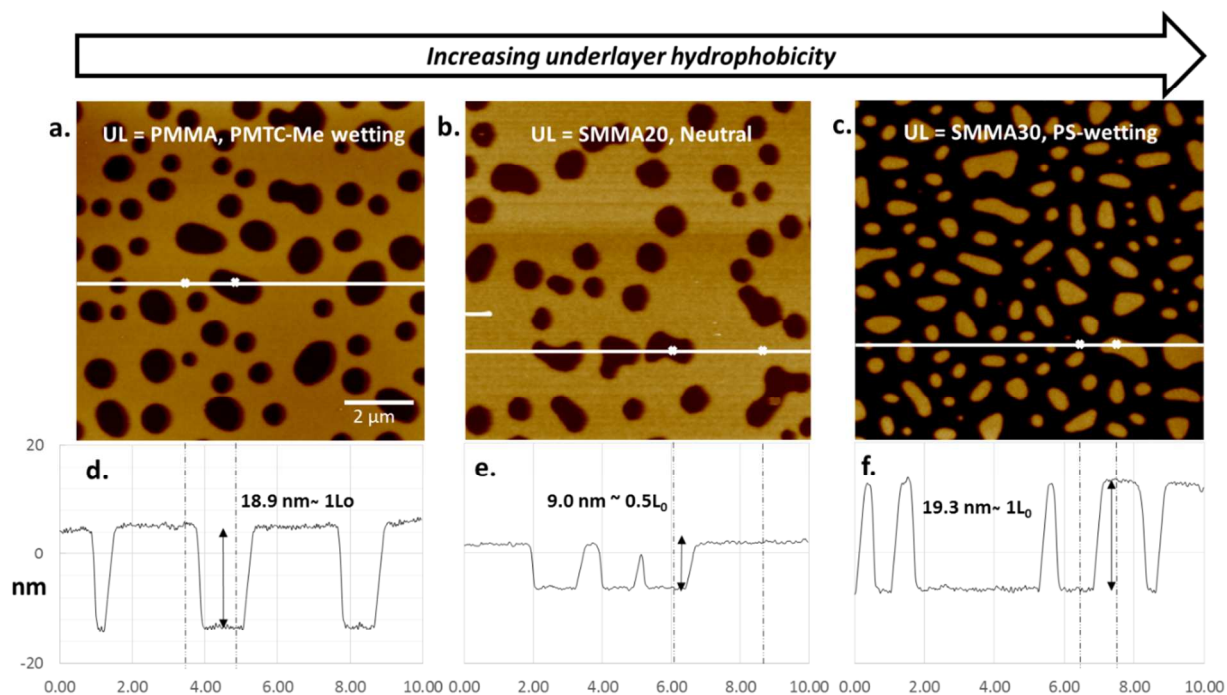 Increasing underlayer hydrophobicity
a.
UL = PMMA, PMTC-Me wetting
b.
UL = SMMA20, Neutral
c.
UL = SMMA30, PS-wetting
2 µm
20
0
nm
-20
d.
18.9 nm~ 1Lo
e.
9.0 nm ~ 0.5L₀
f.
19.3 nm~ 1L₀
0.00 2.00 4.00 6.00 8.00 10.00
0.00 2.00 4.00 6.00 8.00 10.00
0.00 2.00 4.00 6.00 8.00 10.00